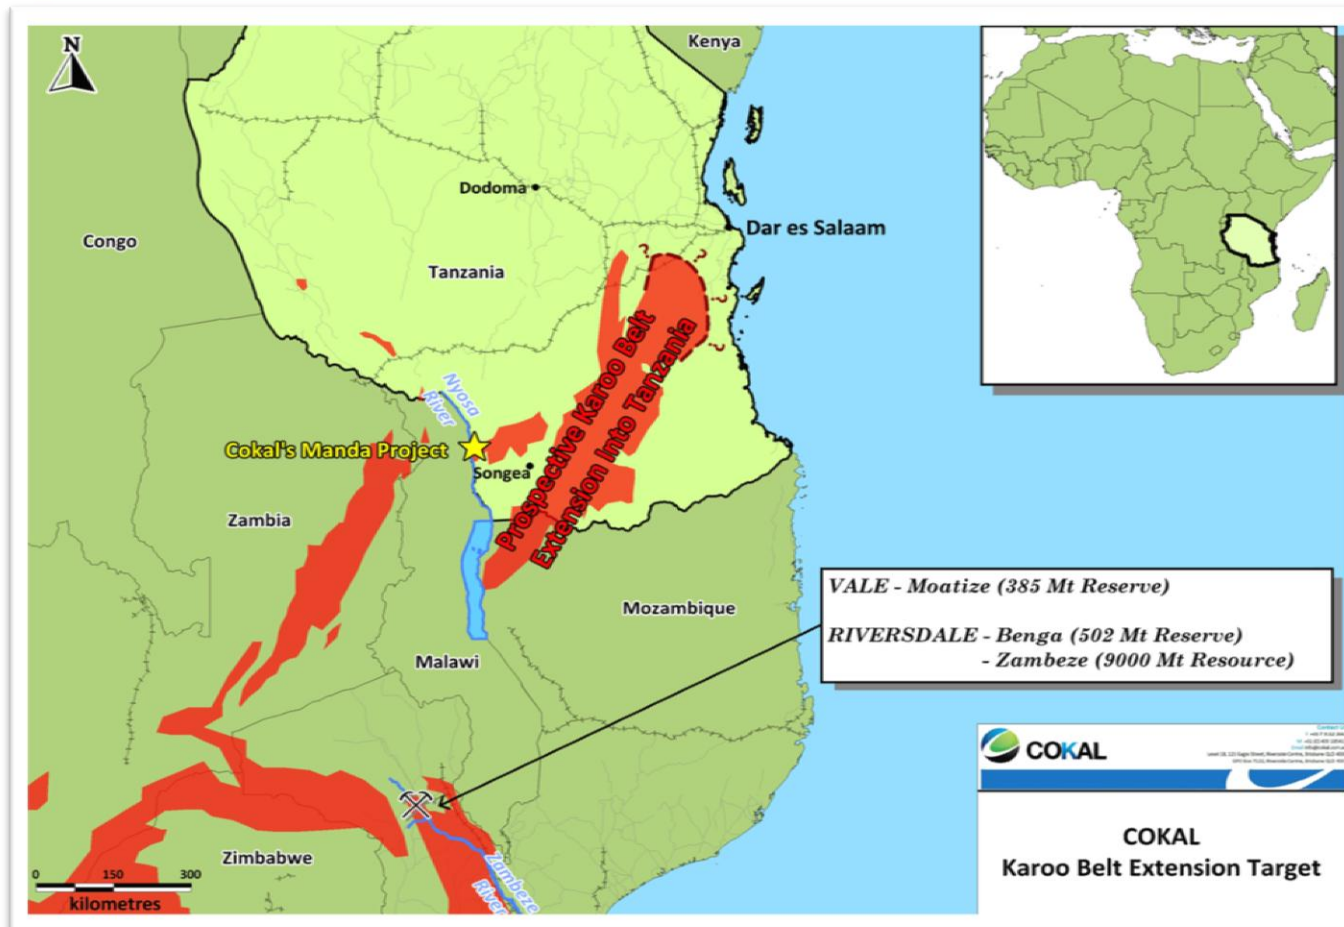 N
Kenya
Dodoma
Dar es Salaam
Congo
Tanzania
?
?
?
?
Nyosa
River
Prospective Karoo Belt
Extension Into Tanzania
Cokal's Manda Project
Songea
Zambia
Mozambique
Malawi
VALE - Moatize (385 Mt Reserve)
RIVERSDALE - Benga (502 Mt Reserve)
- Zambeze (9000 Mt Resource)
Zimbabwe
Zambeze
River
0 150 300
kilometres
COKAL
COKAL
Karoo Belt Extension Target